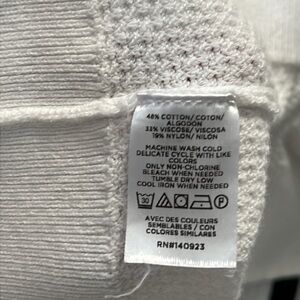 48% COTTON/ COTON/
ALGODON
33% VISCOSE/ VISCOSA
19% NYLON/ NILON
MACHINE WASH COLD
DELICATE CYCLE WITH LIKE
COLORS
ONLY NON-CHLORINE
BLEACH WHEN NEEDED
TUMBLE DRY LOW
COOL IRON WHEN NEEDED
30
AVEC DES COULEURS
SEMBLABLES / CON
COLORES SIMILARES
RN#140923